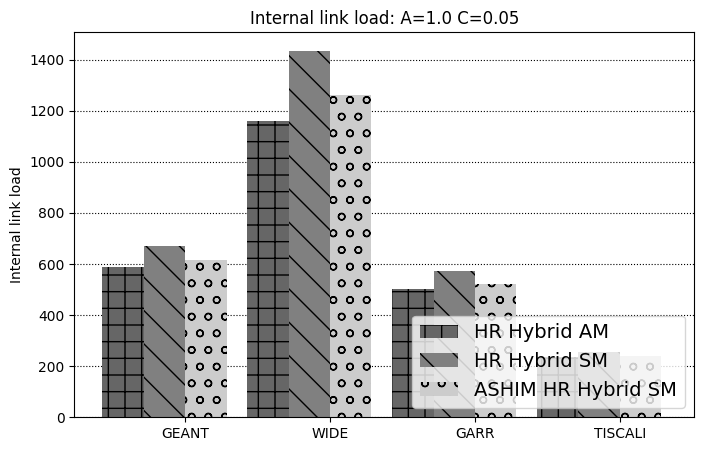 Internal link load: A=1.0 C=0.05
1400
1200
1000
800
600
400
200
0
Internal link load
HR Hybrid AM
HR Hybrid SM
ASHIM HR Hybrid SM
GEANT WIDE GARR TISCALI